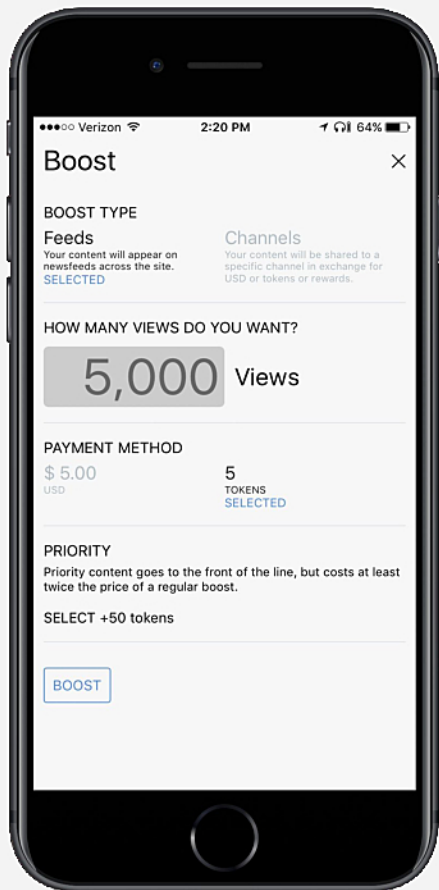 ●●●○○ Verizon 2:20 PM 64%
Boost ×
BOOST TYPE
Feeds
Your content will appear on
newsfeeds across the site.
SELECTED
Channels
Your content will be shared to a
specific channel in exchange for
USD or tokens or rewards.
HOW MANY VIEWS DO YOU WANT?
5,000 Views
PAYMENT METHOD
$ 5.00
USD
5
TOKENS
SELECTED
PRIORITY
Priority content goes to the front of the line, but costs at least
twice the price of a regular boost.
SELECT +50 tokens
BOOST